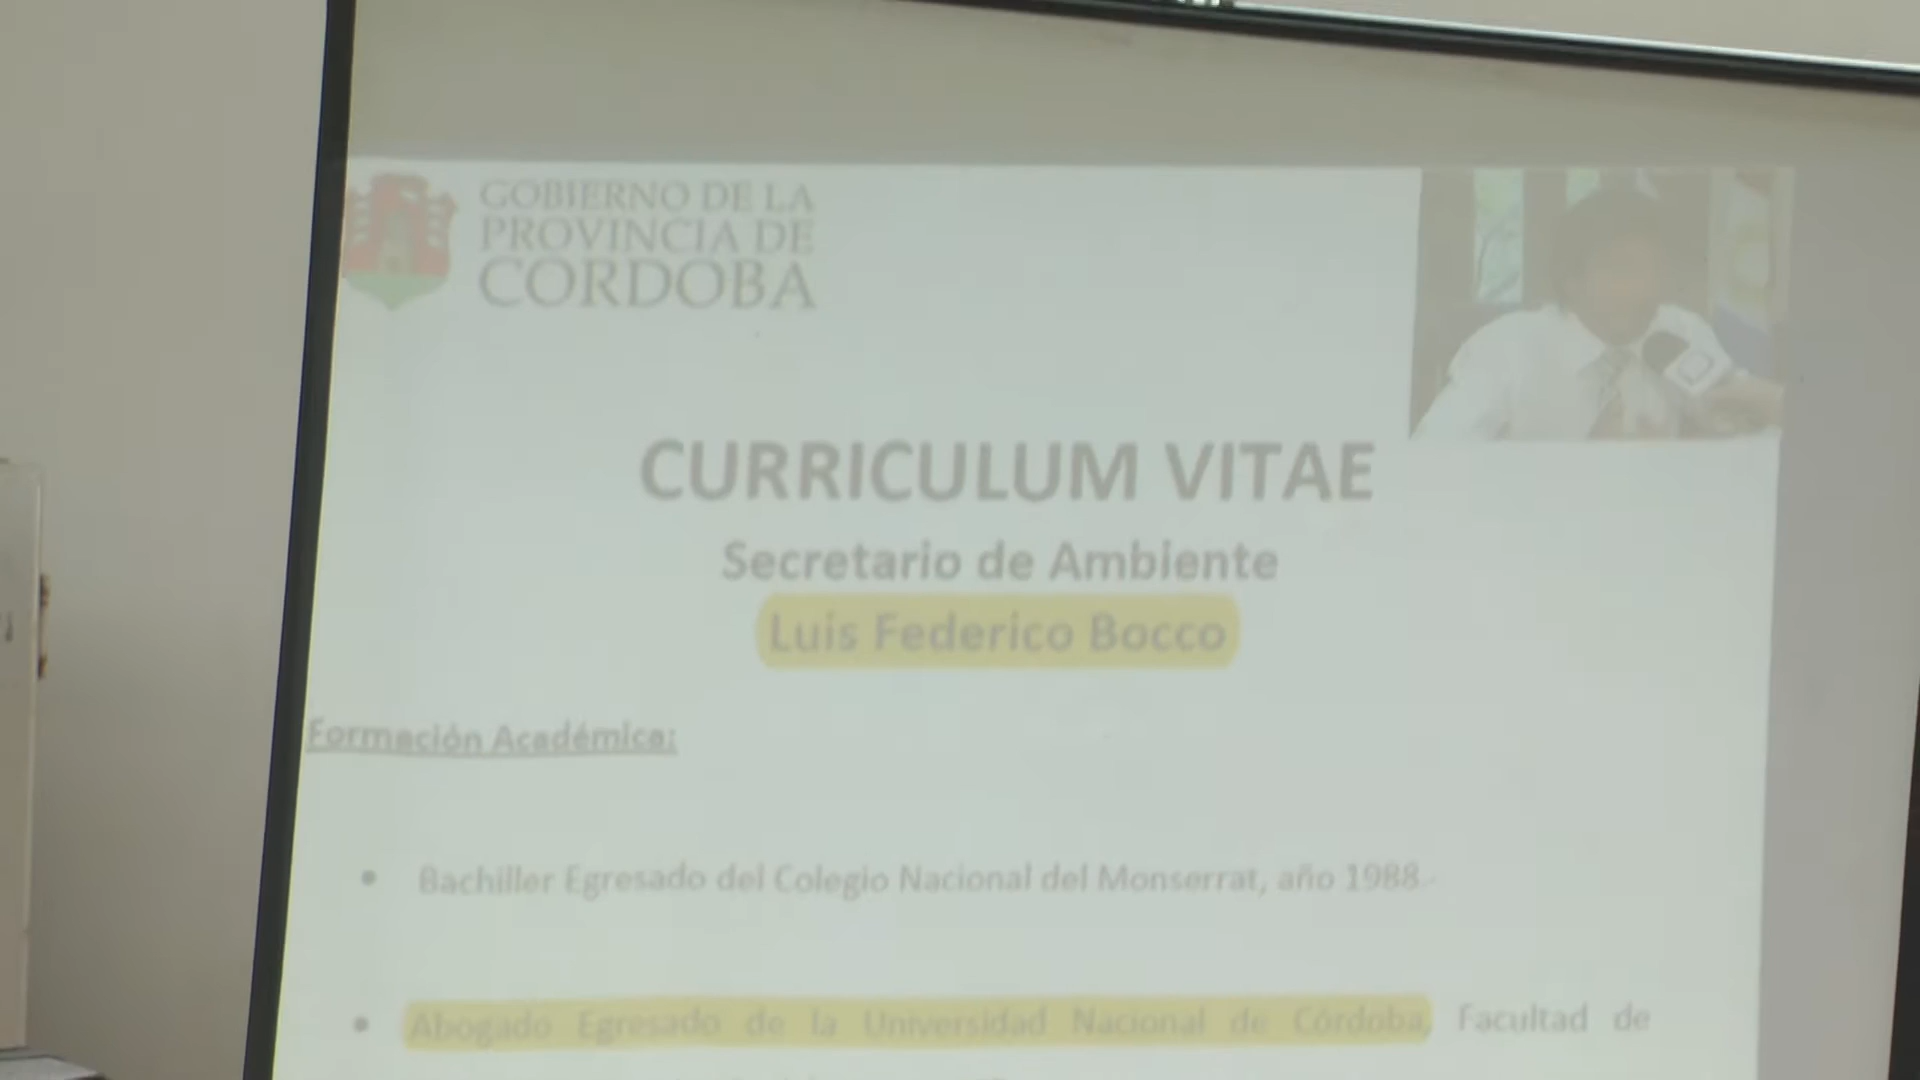 GOBIERNO DE LA
PROVINCIA DE
CORDOBA
CURRICULUM VITAE
Secretario de Ambiente
Luis Federico Bocco
Formación Académica:
• Bachiller Egresado del Colegio Nacional del Monserrat, año 1988.-
• Abogado Egresado de la Universidad Nacional de Córdoba, Facultad de